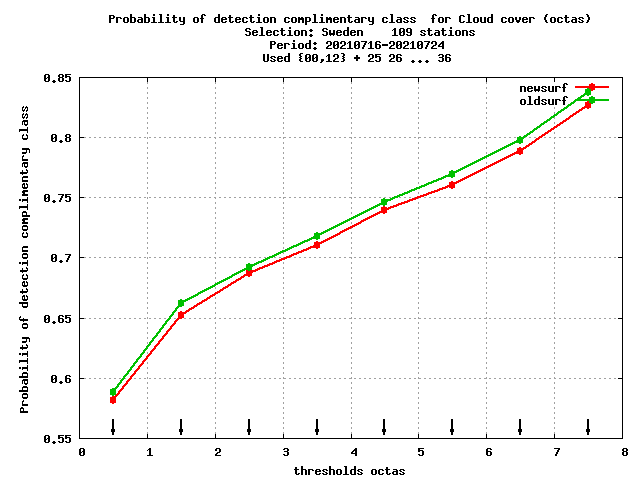 Probability of detection complimentary class  for Cloud cover (octas)
Selection: Sweden    109 stations
Period: 20210716-20210724
Used {00,12} + 25 26 ... 36
newsurf
oldsurf
Probability of detection complimentary class
0.85
0.8
0.75
0.7
0.65
0.6
0.55
0 1 2 3 4 5 6 7 8
thresholds octas